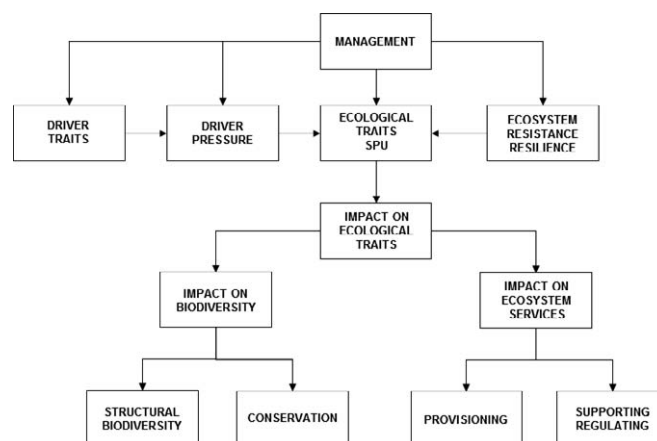 MANAGEMENT
DRIVER
TRAITS
DRIVER
PRESSURE
ECOLOGICAL
TRAITS
SPU
ECOSYSTEM
RESISTANCE
RESILIENCE
IMPACT ON
ECOLOGICAL
TRAITS
IMPACT ON
BIODIVERSITY
IMPACT ON
ECOSYSTEM
SERVICES
STRUCTURAL
BIODIVERSITY
CONSERVATION
PROVISIONING
SUPPORTING
REGULATING